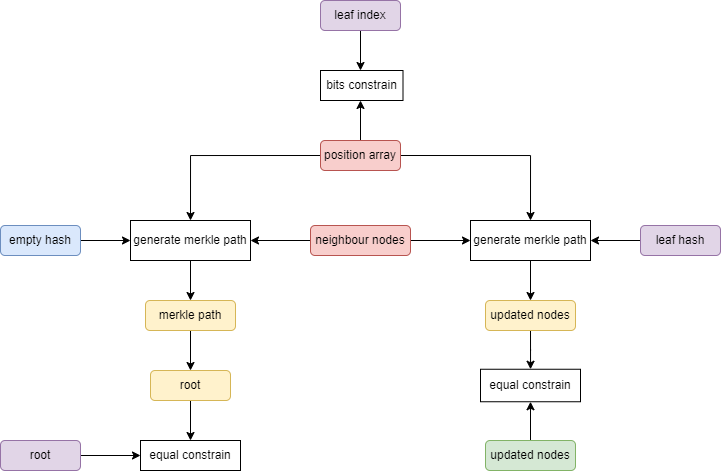 leaf index
bits constrain
position array
empty hash
generate merkle path
neighbour nodes
generate merkle path
leaf hash
merkle path
updated nodes
root
equal constrain
root
equal constrain
updated nodes